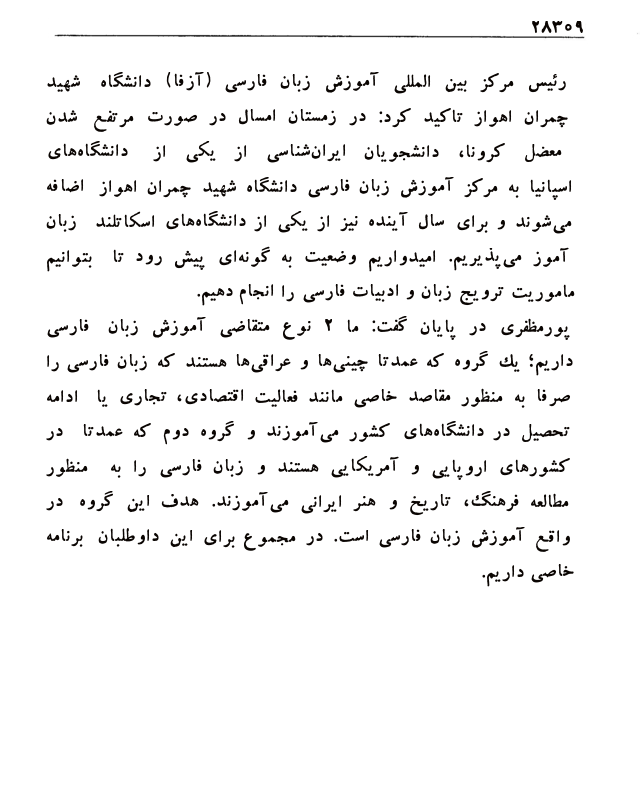 ۲۸۳۰۹
رئیس مرکز بین المللی آموزش زبان فارسی (آزفا) دانشگاه شهید
چمران اهواز تاکید کرد: در زمستان امسال در صورت مرتفع شدن
معضل کرونا، دانشجویان ایران‌شناسی از یکی از دانشگاه‌های
اسپانیا به مرکز آموزش زبان فارسی دانشگاه شهید چمران اهواز اضافه
می‌شوند و برای سال آینده نیز از یکی از دانشگاه‌های اسکاتلند زبان
آموز می‌پذیریم. امیدواریم وضعیت به گونه‌ای پیش رود تا بتوانیم
ماموریت ترویج زبان و ادبیات فارسی را انجام دهیم.
پورمظفری در پایان گفت: ما ۲ نوع متقاضی آموزش زبان فارسی
داریم؛ یك گروه که عمدتا چینی‌ها و عراقی‌ها هستند که زبان فارسی را
صرفا به منظور مقاصد خاصی مانند فعالیت اقتصادی، تجاری یا ادامه
تحصیل در دانشگاه‌های کشور می‌آموزند و گروه دوم که عمدتا در
کشورهای اروپایی و آمریکایی هستند و زبان فارسی را به منظور
مطالعه فرهنگ، تاریخ و هنر ایرانی می‌آموزند. هدف این گروه در
واقع آموزش زبان فارسی است. در مجموع برای این داوطلبان برنامه
خاصی داریم.